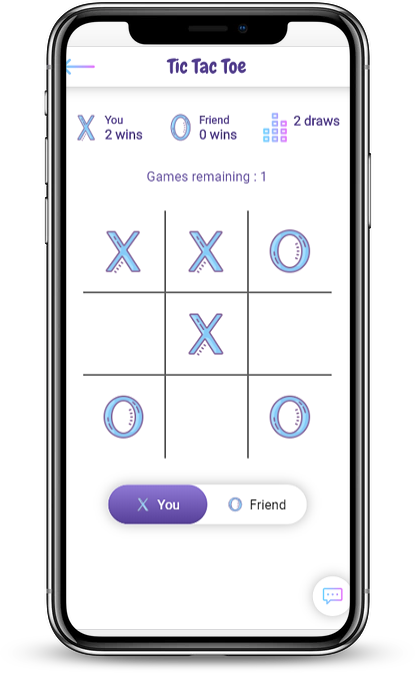 Tic Tac Toe
You
2 wins
Friend
0 wins
2 draws
Games remaining : 1
X X O
X
O O
X You
O Friend